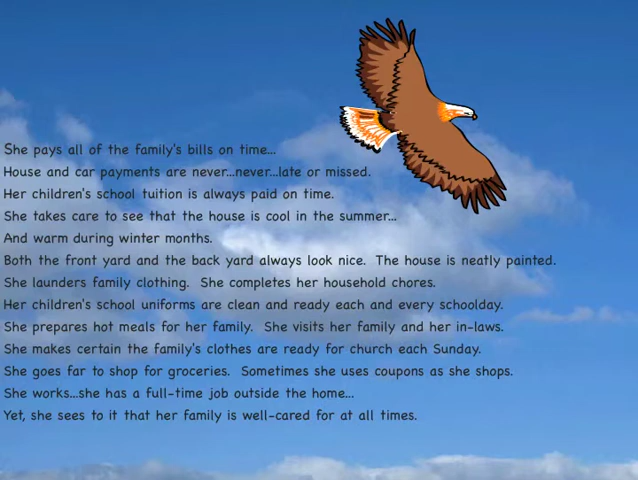 She pays all of the family's bills on time...
House and car payments are never...never...late or missed.
Her children's school tuition is always paid on time.
She takes care to see that the house is cool in the summer...
And warm during winter months.
Both the front yard and the back yard always look nice.  The house is neatly painted.
She launders family clothing.  She completes her household chores.
Her children's school uniforms are clean and ready each and every schoolday.
She prepares hot meals for her family.  She visits her family and her in-laws.
She makes certain the family's clothes are ready for church each Sunday.
She goes far to shop for groceries.  Sometimes she uses coupons as she shops.
She works...she has a full-time job outside the home...
Yet, she sees to it that her family is well-cared for at all times.